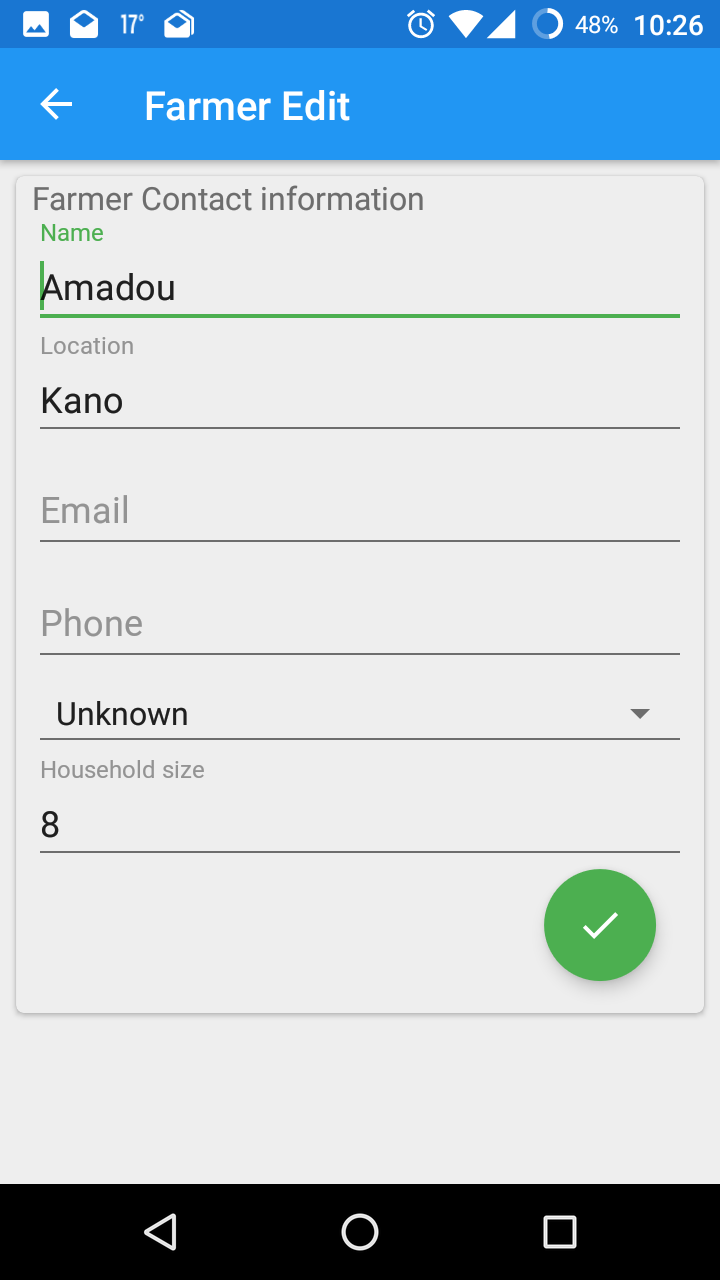 17° 48% 10:26
Farmer Edit
Farmer Contact information
Name
Amadou
Location
Kano
Email
Phone
Unknown
Household size
8